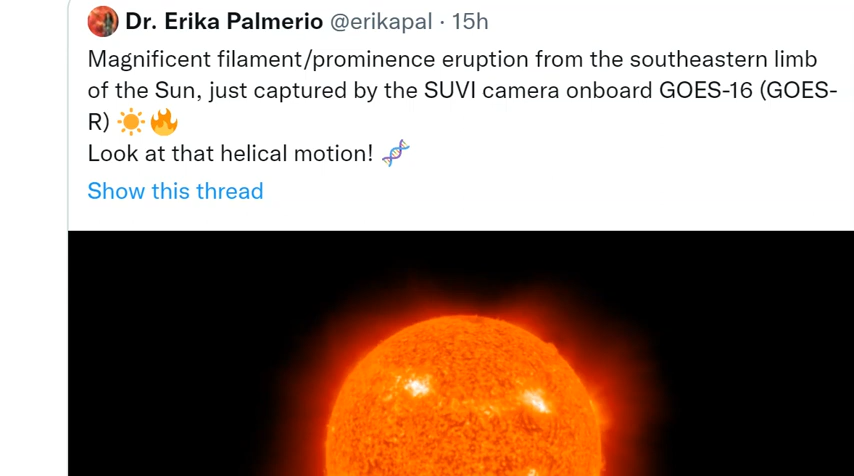 Dr. Erika Palmerio @erikapal · 15h
Magnificent filament/prominence eruption from the southeastern limb
of the Sun, just captured by the SUVI camera onboard GOES-16 (GOES-
R) ☀️🔥
Look at that helical motion! 🧬
Show this thread